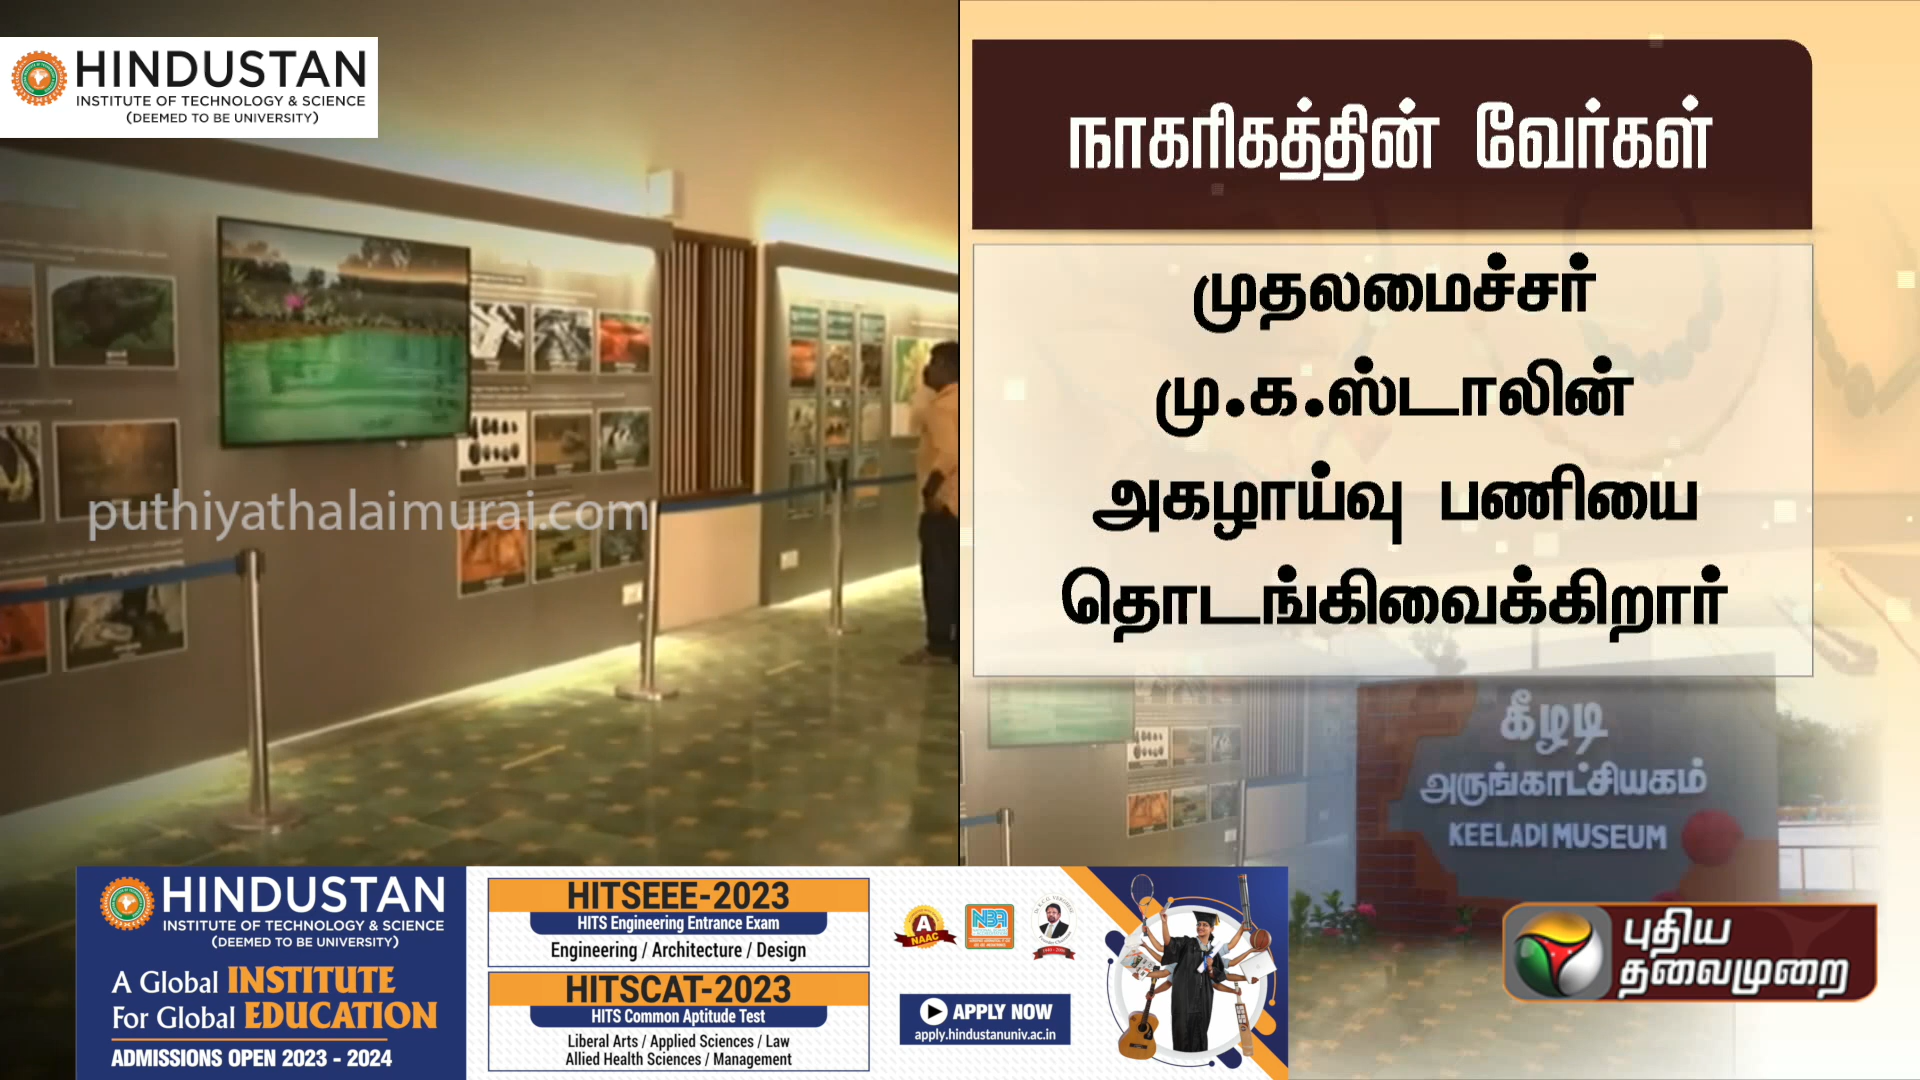 HINDUSTAN
INSTITUTE OF TECHNOLOGY & SCIENCE
(DEEMED TO BE UNIVERSITY)
நாகரிகத்தின் வேர்கள்
முதலமைச்சர்
மு.க.ஸ்டாலின்
அகழாய்வு பணியை
தொடங்கிவைக்கிறார்
puthiyathalaimurai.com
கீழடி
அருங்காட்சியகம்
KEELADI MUSEUM
புதிய
தலைமுறை
HINDUSTAN
INSTITUTE OF TECHNOLOGY & SCIENCE
(DEEMED TO BE UNIVERSITY)
A Global INSTITUTE
For Global EDUCATION
ADMISSIONS OPEN 2023 - 2024
HITSEEE-2023
HITS Engineering Entrance Exam
Engineering / Architecture / Design
HITSCAT-2023
HITS Common Aptitude Test
Liberal Arts / Applied Sciences / Law
Allied Health Sciences / Management
A
NAAC
NBA
APPLY NOW
apply.hindustanuniv.ac.in